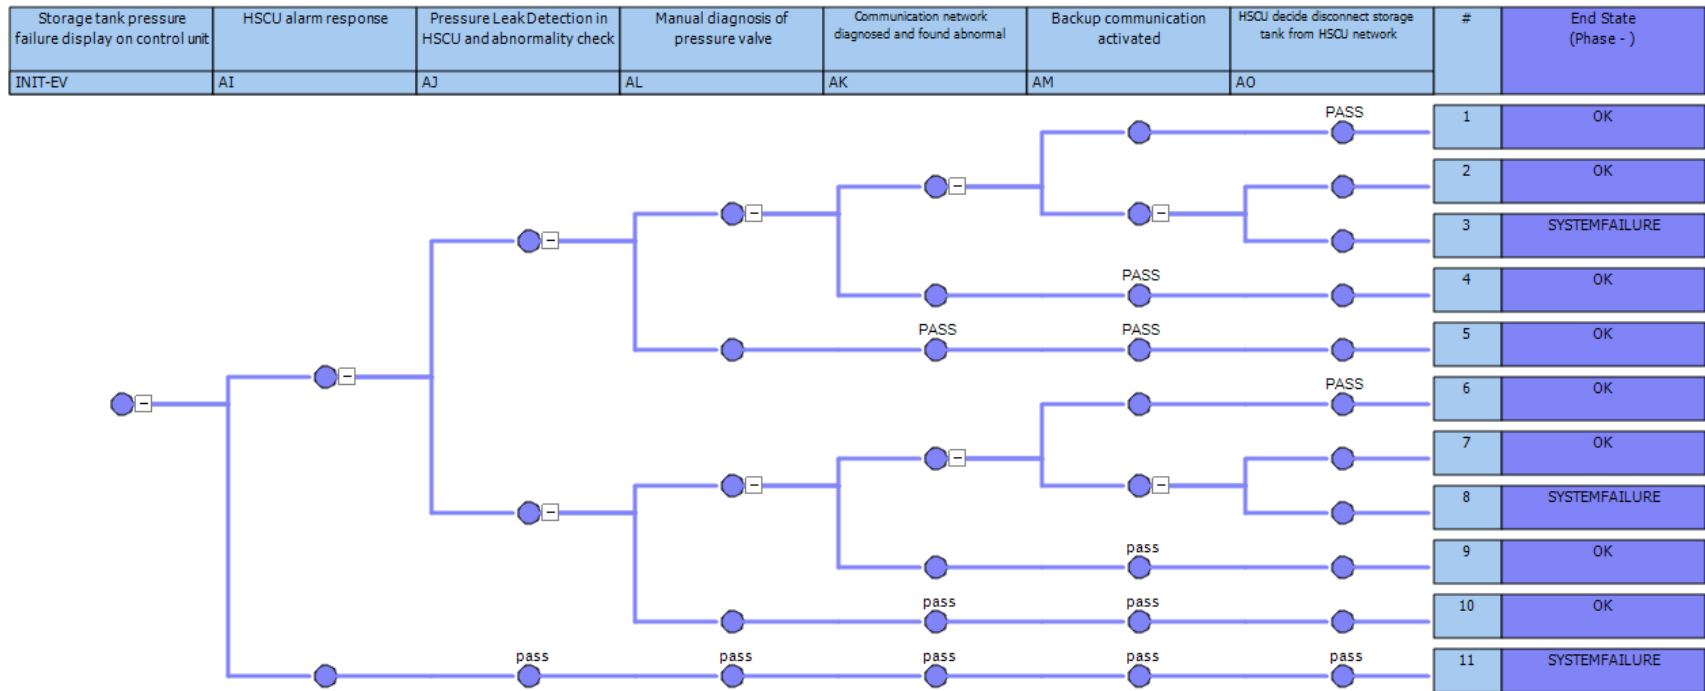 Storage tank pressure
failure display on control unit
HSCU alarm response
Pressure Leak Detection in
HSCU and abnormality check
Manual diagnosis of
pressure valve
Communication network
diagnosed and found abnormal
Backup communication
activated
HSCU decide disconnect storage
tank from HSCU network
#
End State
(Phase - )
INIT-EV
AI
AJ
AL
AK
AM
AO
PASS
1
OK
2
OK
3
SYSTEMFAILURE
PASS
4
OK
PASS
PASS
5
OK
PASS
6
OK
7
OK
8
SYSTEMFAILURE
pass
9
OK
pass
pass
10
OK
pass
pass
pass
pass
pass
11
SYSTEMFAILURE